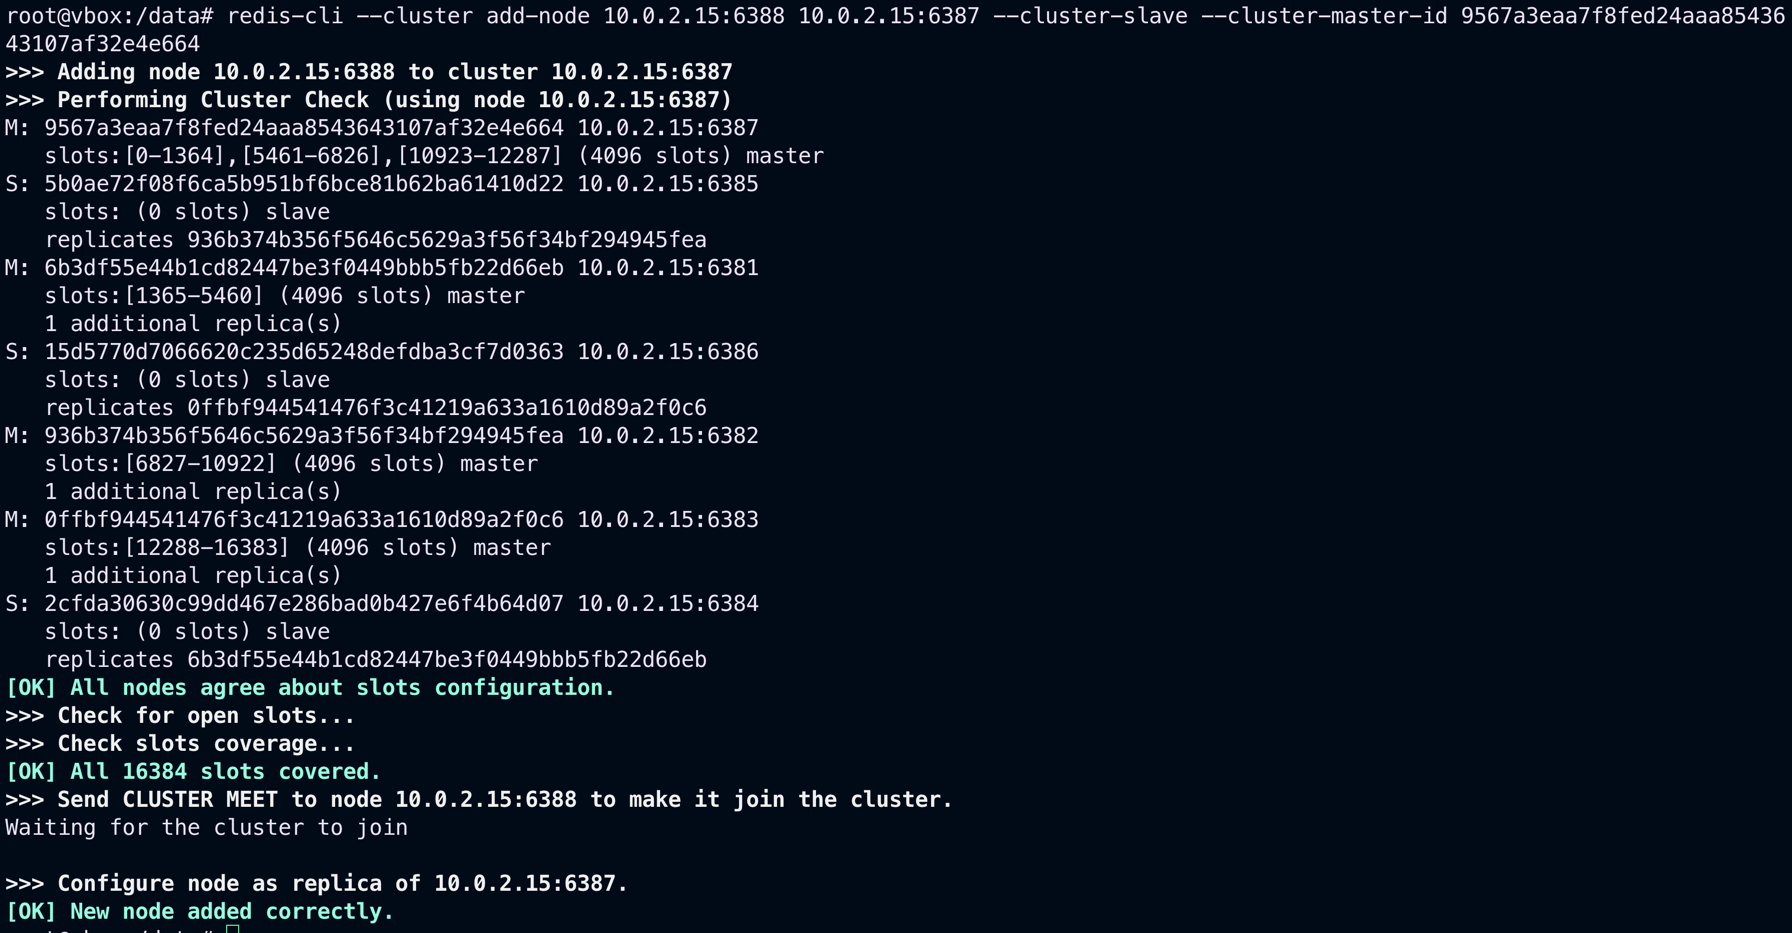 root@vbox:/data# redis-cli --cluster add-node 10.0.2.15:6388 10.0.2.15:6387 --cluster-slave --cluster-master-id 9567a3eaa7f8fed24aaa85436
43107af32e4e664
>>> Adding node 10.0.2.15:6388 to cluster 10.0.2.15:6387
>>> Performing Cluster Check (using node 10.0.2.15:6387)
M: 9567a3eaa7f8fed24aaa8543643107af32e4e664 10.0.2.15:6387
   slots:[0-1364],[5461-6826],[10923-12287] (4096 slots) master
S: 5b0ae72f08f6ca5b951bf6bce81b62ba61410d22 10.0.2.15:6385
   slots: (0 slots) slave
   replicates 936b374b356f5646c5629a3f56f34bf294945fea
M: 6b3df55e44b1cd82447be3f0449bbb5fb22d66eb 10.0.2.15:6381
   slots:[1365-5460] (4096 slots) master
   1 additional replica(s)
S: 15d5770d7066620c235d65248defdba3cf7d0363 10.0.2.15:6386
   slots: (0 slots) slave
   replicates 0ffbf944541476f3c41219a633a1610d89a2f0c6
M: 936b374b356f5646c5629a3f56f34bf294945fea 10.0.2.15:6382
   slots:[6827-10922] (4096 slots) master
   1 additional replica(s)
M: 0ffbf944541476f3c41219a633a1610d89a2f0c6 10.0.2.15:6383
   slots:[12288-16383] (4096 slots) master
   1 additional replica(s)
S: 2cfda30630c99dd467e286bad0b427e6f4b64d07 10.0.2.15:6384
   slots: (0 slots) slave
   replicates 6b3df55e44b1cd82447be3f0449bbb5fb22d66eb
[OK] All nodes agree about slots configuration.
>>> Check for open slots...
>>> Check slots coverage...
[OK] All 16384 slots covered.
>>> Send CLUSTER MEET to node 10.0.2.15:6388 to make it join the cluster.
Waiting for the cluster to join
>>> Configure node as replica of 10.0.2.15:6387.
[OK] New node added correctly.